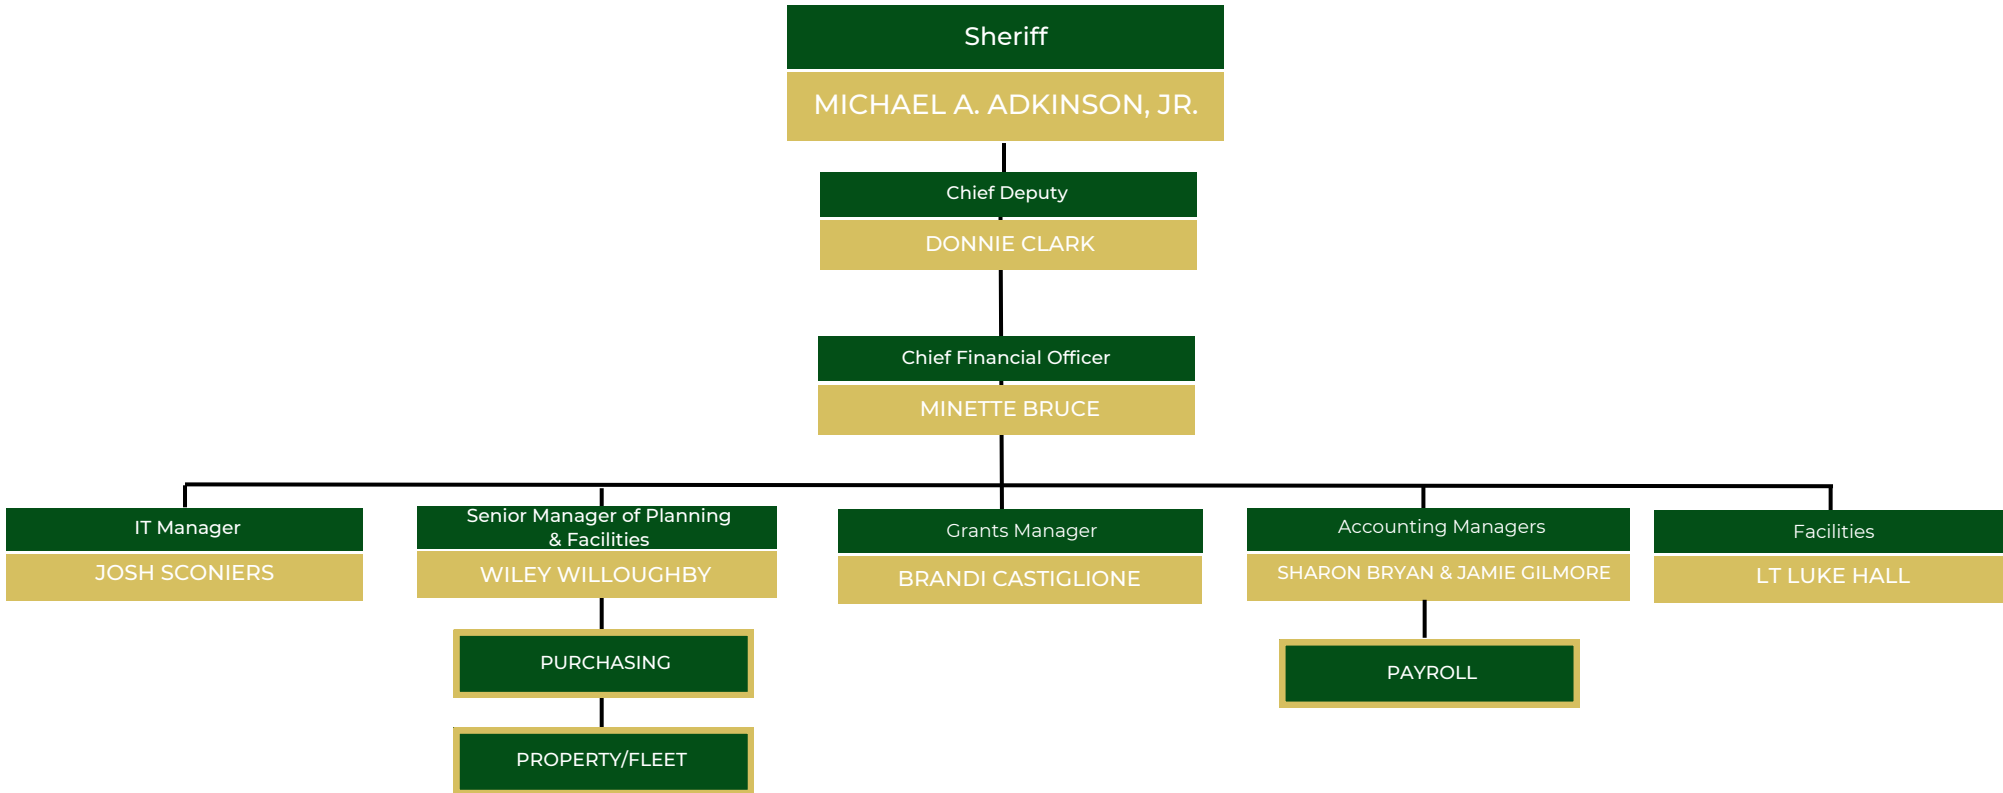 Sheriff
MICHAEL A. ADKINSON, JR.
Chief Deputy
DONNIE CLARK
Chief Financial Officer
MINETTE BRUCE
IT Manager
JOSH SCONIERS
Senior Manager of Planning
& Facilities
WILEY WILLOUGHBY
PURCHASING
PROPERTY/FLEET
Grants Manager
BRANDI CASTIGLIONE
Accounting Managers
SHARON BRYAN & JAMIE GILMORE
PAYROLL
Facilities
LT LUKE HALL